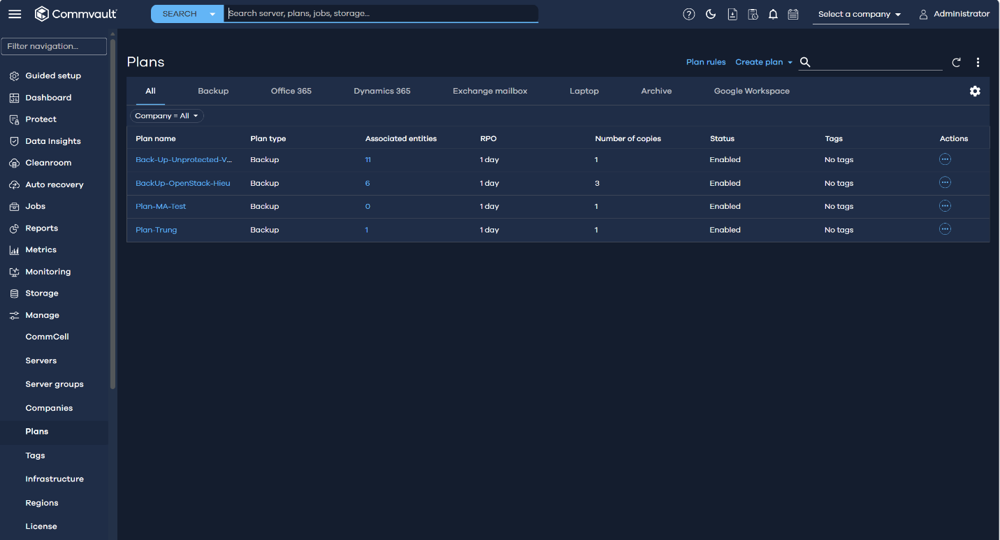 Commvault
SEARCH
Search server, plans, jobs, storage...
Select a company
Administrator
Filter navigation...
Guided setup
Dashboard
Protect
Data Insights
Cleanroom
Auto recovery
Jobs
Reports
Metrics
Monitoring
Storage
Manage
CommCell
Servers
Server groups
Companies
Plans
Tags
Infrastructure
Regions
License
Plans
Plan rules Create plan
All Backup Office 365 Dynamics 365 Exchange mailbox Laptop Archive Google Workspace
Company = All
Plan name Plan type Associated entities RPO Number of copies Status Tags Actions
Back-Up-Unprotected-V... Backup 11 1 day 1 Enabled No tags
BackUp-OpenStack-Hieu Backup 6 1 day 3 Enabled No tags
Plan-MA-Test Backup 0 1 day 1 Enabled No tags
Plan-Trung Backup 1 1 day 1 Enabled No tags